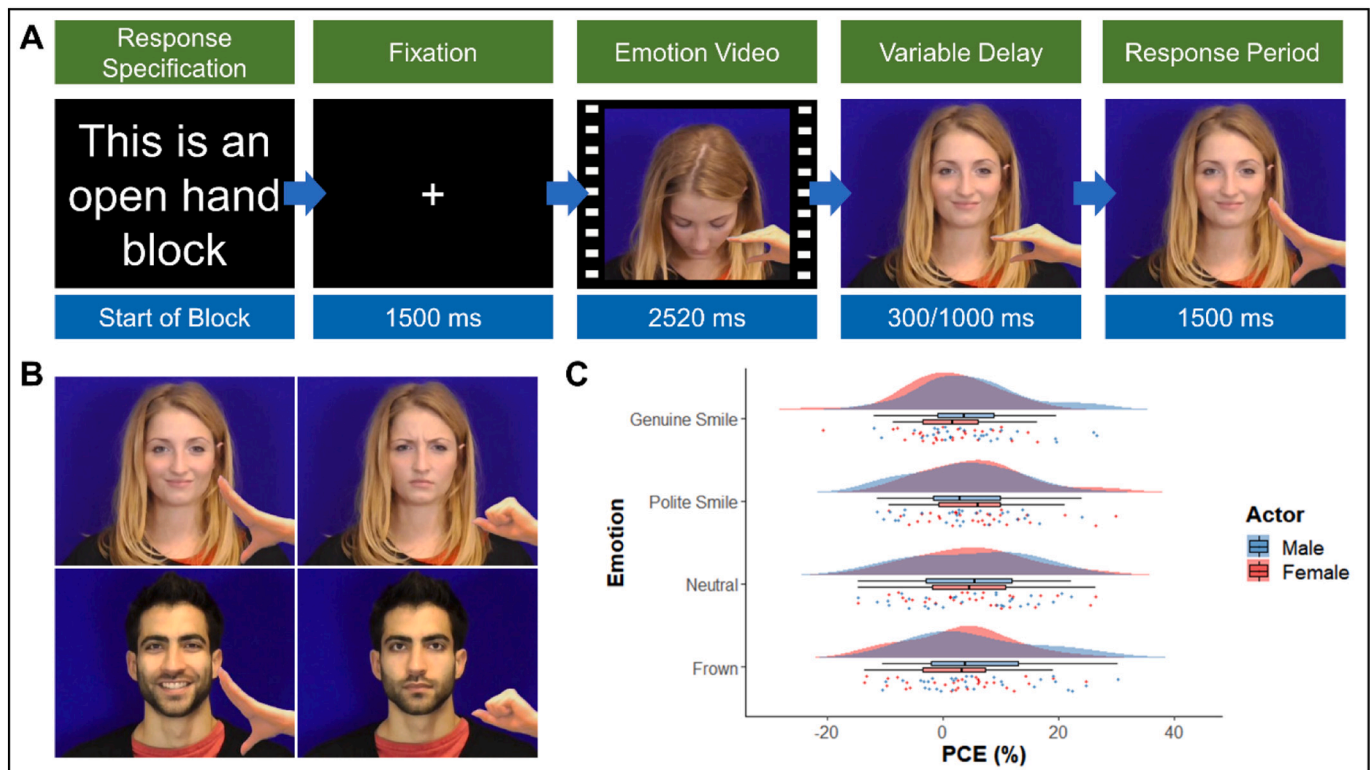 A
Response
Specification
Fixation
Emotion Video
Variable Delay
Response Period
This is an
open hand
block
+
Start of Block
1500 ms
2520 ms
300/1000 ms
1500 ms
B
C
Emotion
Genuine Smile
Polite Smile
Neutral
Frown
-20
0
20
40
PCE (%)
Actor
Male
Female